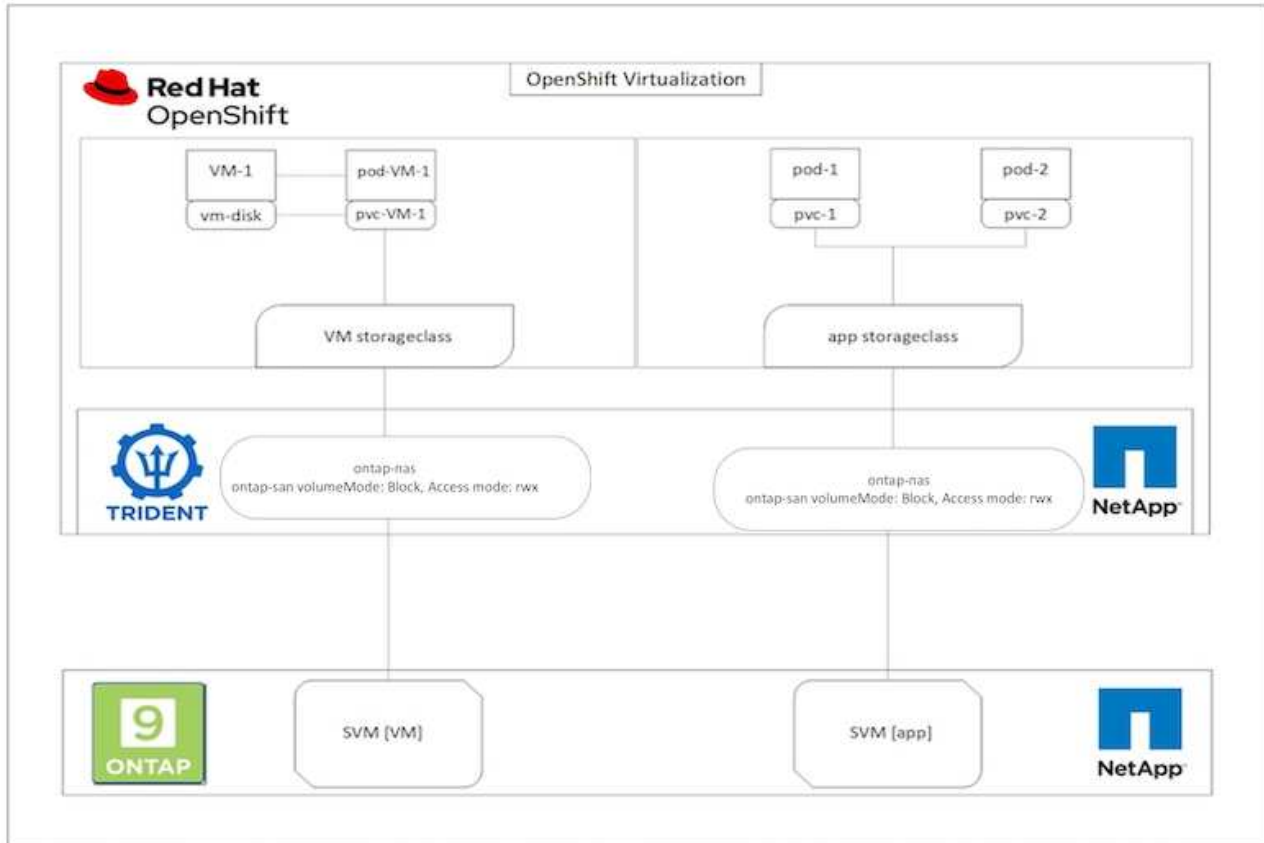 OpenShift Virtualization
Red Hat
OpenShift
VM-1
pod-VM-1
vm-disk
pvc-VM-1
pod-1
pod-2
pvc-1
pvc-2
VM storageclass
app storageclass
TRIDENT
ontap-nas
ontap-san volumeMode: Block, Access mode: rwx
ontap-nas
ontap-san volumeMode: Block, Access mode: rwx
NetApp
9
ONTAP
SVM [VM]
SVM [app]
NetApp